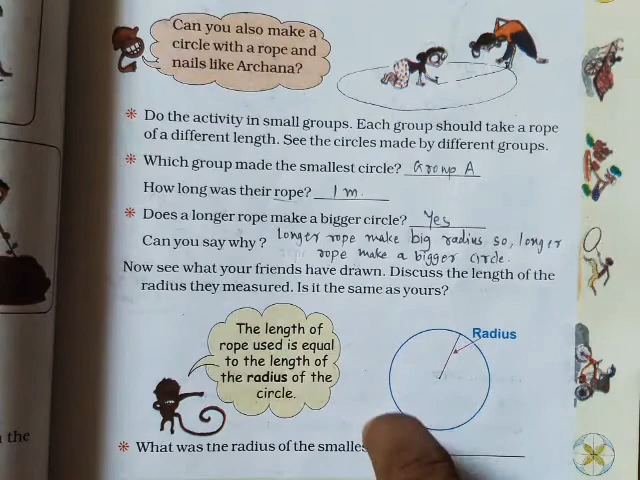 Can you also make a
circle with a rope and
nails like Archana?
Do the activity in small groups. Each group should take a rope
of a different length. See the circles made by different groups.
Which group made the smallest circle? Group A
How long was their rope? 1 m.
Does a longer rope make a bigger circle? Yes
Can you say why? Longer rope make big radius so, longer
rope make a bigger circle.
Now see what your friends have drawn. Discuss the length of the
radius they measured. Is it the same as yours?
The length of
rope used is equal
to the length of
the radius of the
circle.
Radius
the
What was the radius of the